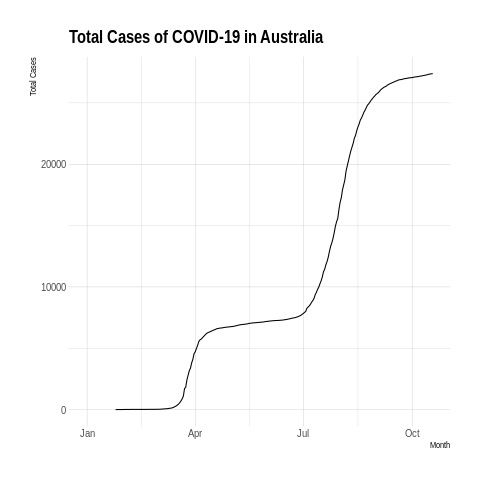 Total Cases of COVID-19 in Australia
Total Cases
20000
10000
0
Jan Apr Jul Oct
Month